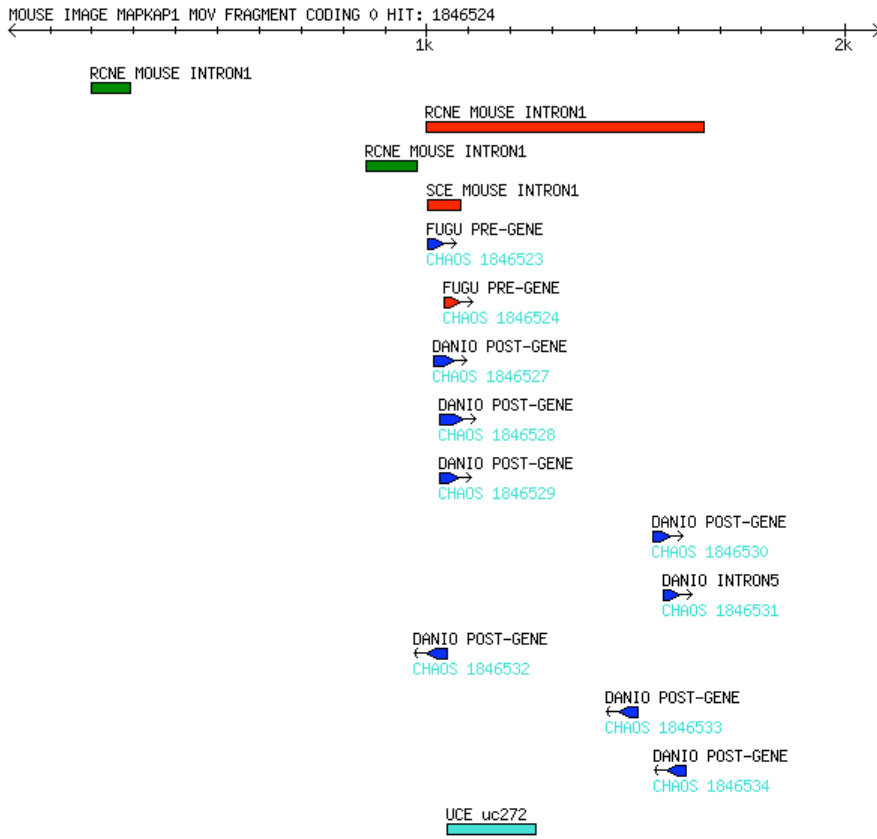 MOUSE IMAGE MAPKAP1 MOV FRAGMENT CODING 0 HIT: 1846524
1k
2k
RCNE MOUSE INTRON1
RCNE MOUSE INTRON1
RCNE MOUSE INTRON1
SCE MOUSE INTRON1
FUGU PRE-GENE
CHAOS 1846523
FUGU PRE-GENE
CHAOS 1846524
DANIO POST-GENE
CHAOS 1846527
DANIO POST-GENE
CHAOS 1846528
DANIO POST-GENE
CHAOS 1846529
DANIO POST-GENE
CHAOS 1846530
DANIO INTRON5
CHAOS 1846531
DANIO POST-GENE
CHAOS 1846532
DANIO POST-GENE
CHAOS 1846533
DANIO POST-GENE
CHAOS 1846534
UCE uc272